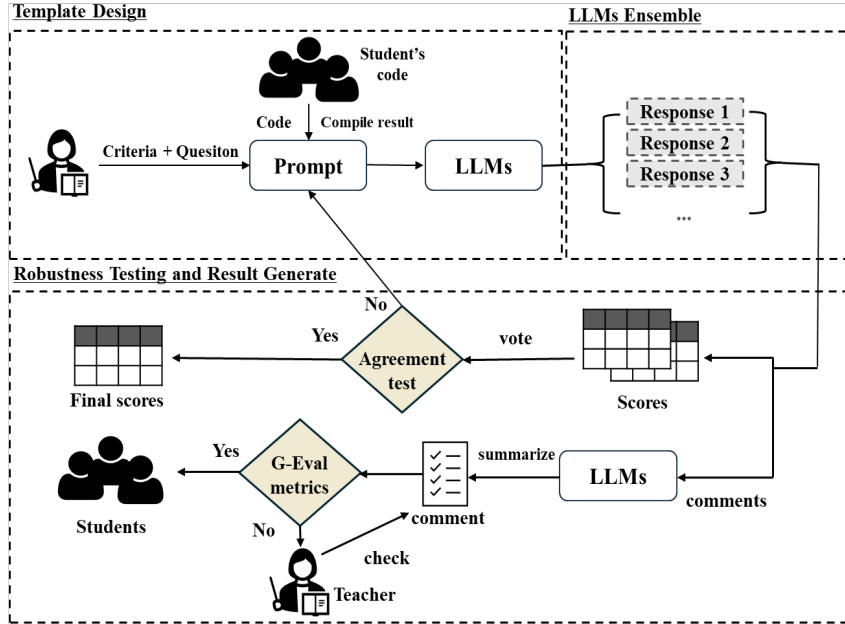 Template Design
LLMs Ensemble
Student's
code
Code
Compile result
Criteria + Quesiton
Prompt
LLMs
Response 1
Response 2
Response 3
...
Robustness Testing and Result Generate
No
Yes
Agreement
test
vote
Final scores
Scores
Yes
G-Eval
metrics
summarize
LLMs
comments
Students
No
comment
check
Teacher